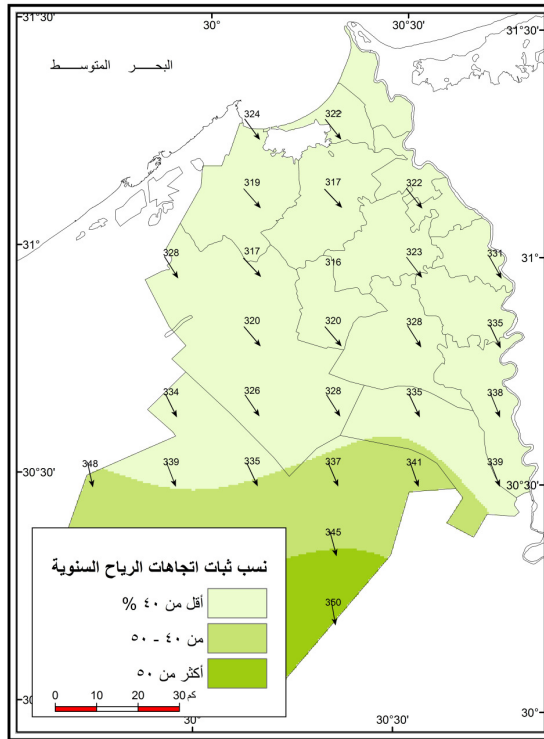 31°30' 30° 30°30' 31°30'
البحـــر المتوســـــط
324 322
319 317 322
31° 31°
328 317 316 323 331
320 320 328 335
334 326 328 335 338
30°30' 348 339 335 337 341 339 30°30'
345
350
نسب ثبات اتجاهات الرياح السنوية
أقل من ٤٠ %
من ٤٠ - ٥٠
أكثر من ٥٠
0 10 20 30 كم
30° 30°
30° 30°30'